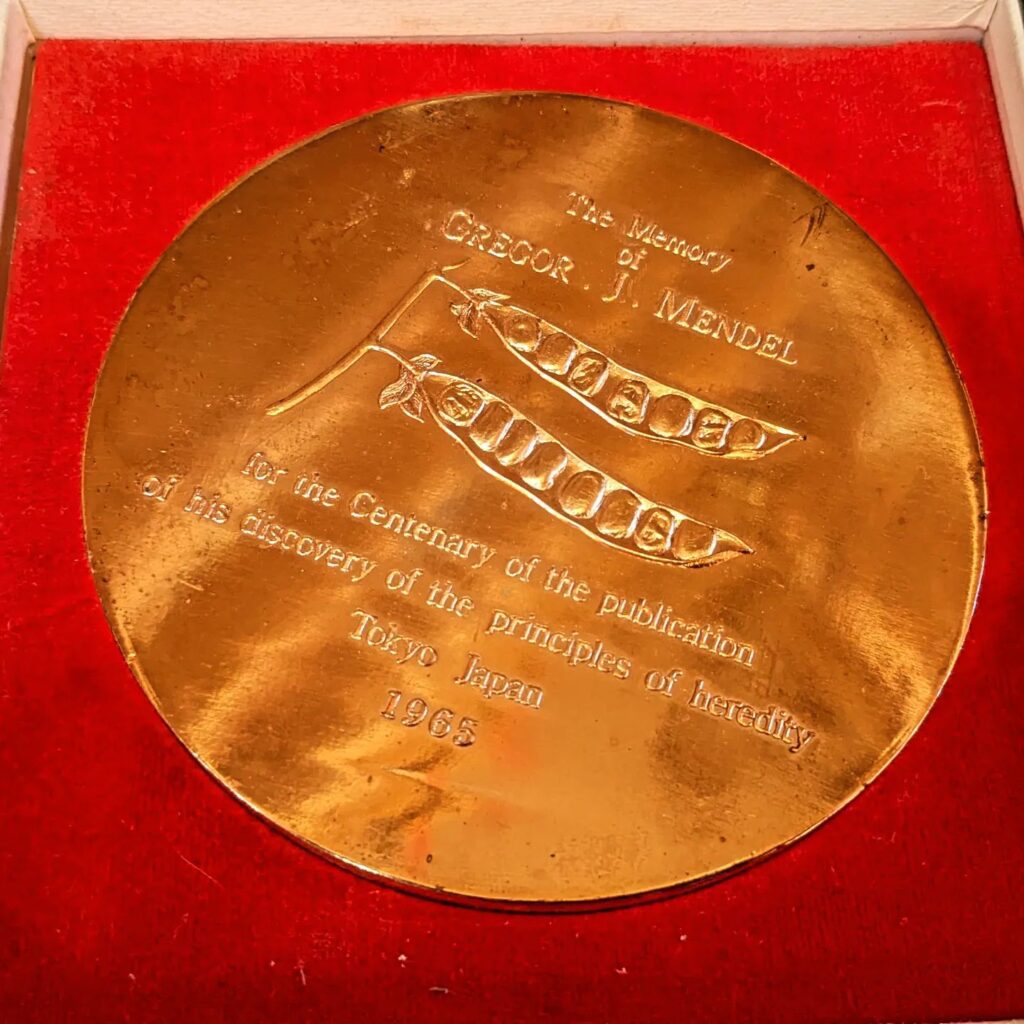 The Memory
of
GREGOR . J. MENDEL
for the Centenary of the publication
of his discovery of the principles of heredity
Tokyo Japan
1965